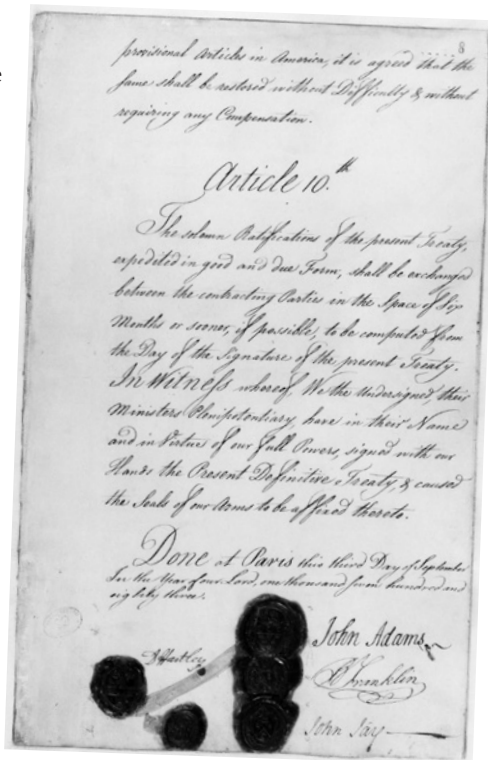 e
8
provisional Articles in America, it is agreed that the
same shall be restored without Difficulty & without
requiring any Compensation.
Article 10.th
The solemn Ratifications of the present Treaty,
expedited in good and due Form, shall be exchanged
between the contracting Parties in the Space of Six
Months or sooner, if possible, to be computed from
the Day of the Signature of the present Treaty.
In Witness whereof, We the Undersigned their
Ministers Plenipotentiary, have in their Name
and in Virtue of our full Powers, signed with our
Hands the Present Definitive Treaty, & caused
the Seals of our Arms to be affixed thereto.
Done at Paris this third Day of September
In the Year of our Lord, one thousand seven hundred and
eighty three.
D Hartley
John Adams
B Franklin
John Jay